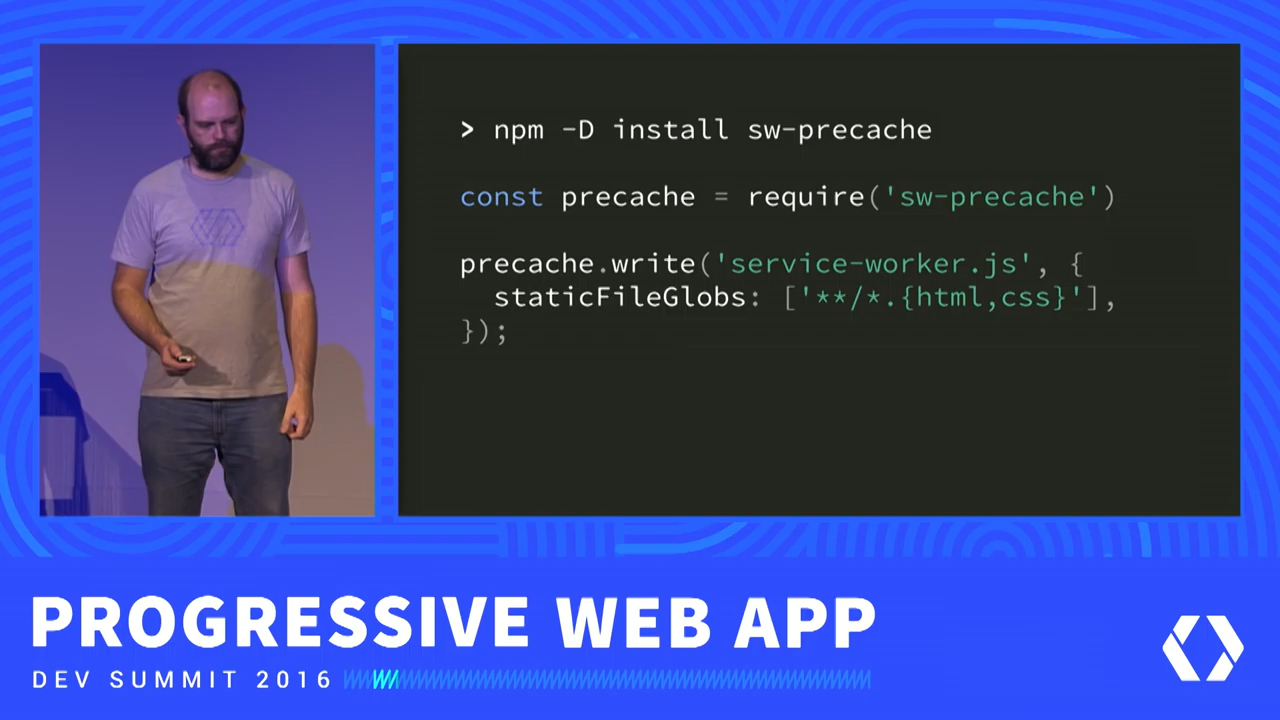 > npm -D install sw-precache
const precache = require('sw-precache')
precache.write('service-worker.js', {
  staticFileGlobs: ['**/*.{html,css}'],
});
PROGRESSIVE WEB APP
DEV SUMMIT 2016